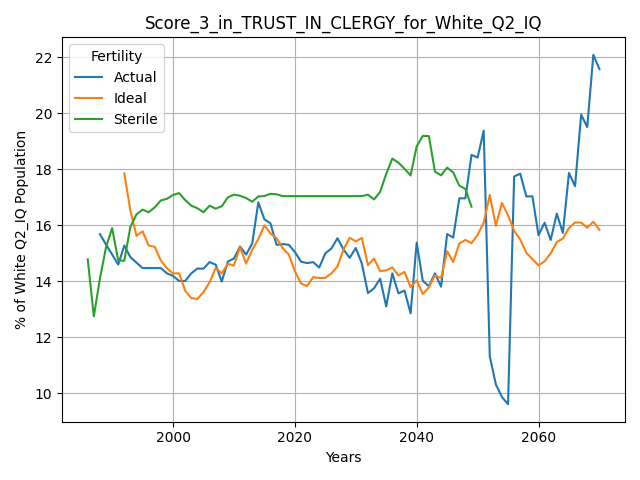 Score_3_in_TRUST_IN_CLERGY_for_White_Q2_IQ
Fertility
Actual
Ideal
Sterile
% of White Q2_IQ Population
22
20
18
16
14
12
10
2000 2020 2040 2060
Years